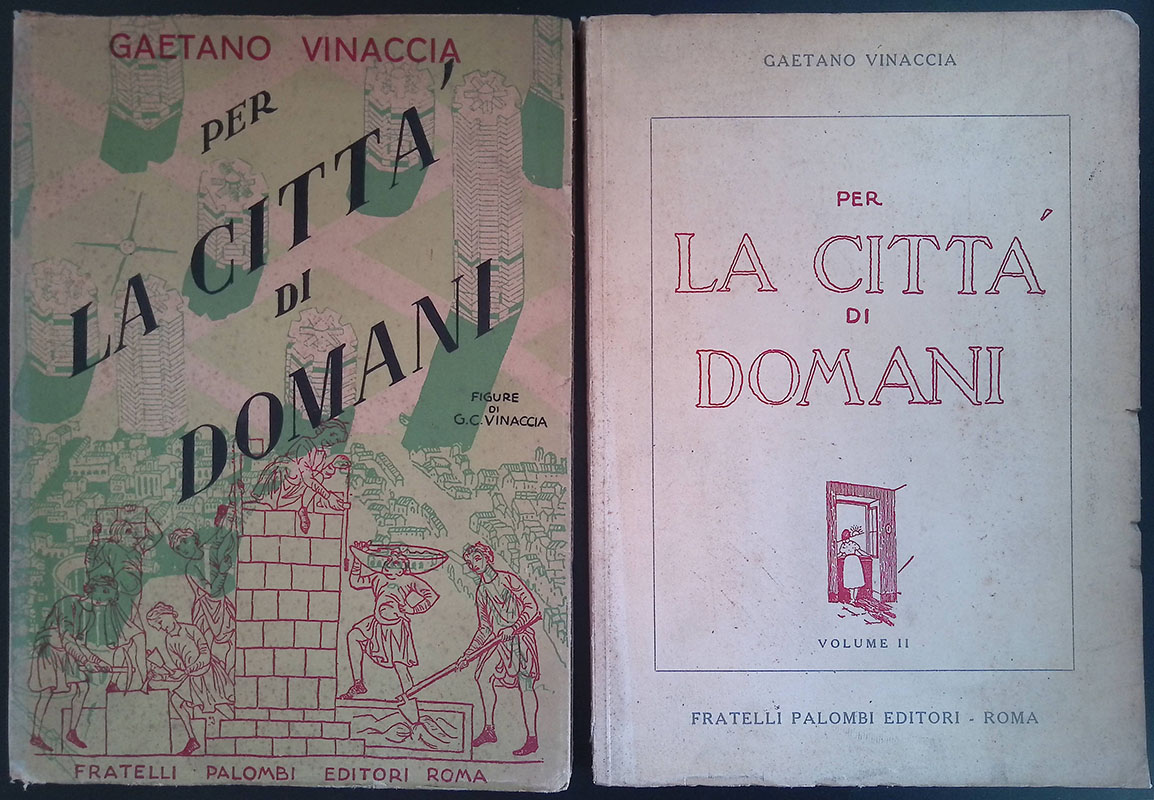 GAETANO VINACCIA
PER
LA CITTÁ
DI
DOMANI
FIGURE
DI
G.C. VINACCIA
FRATELLI PALOMBI EDITORI ROMA
GAETANO VINACCIA
PER
LA CITTÁ
DI
DOMANI
VOLUME II
FRATELLI PALOMBI EDITORI - ROMA